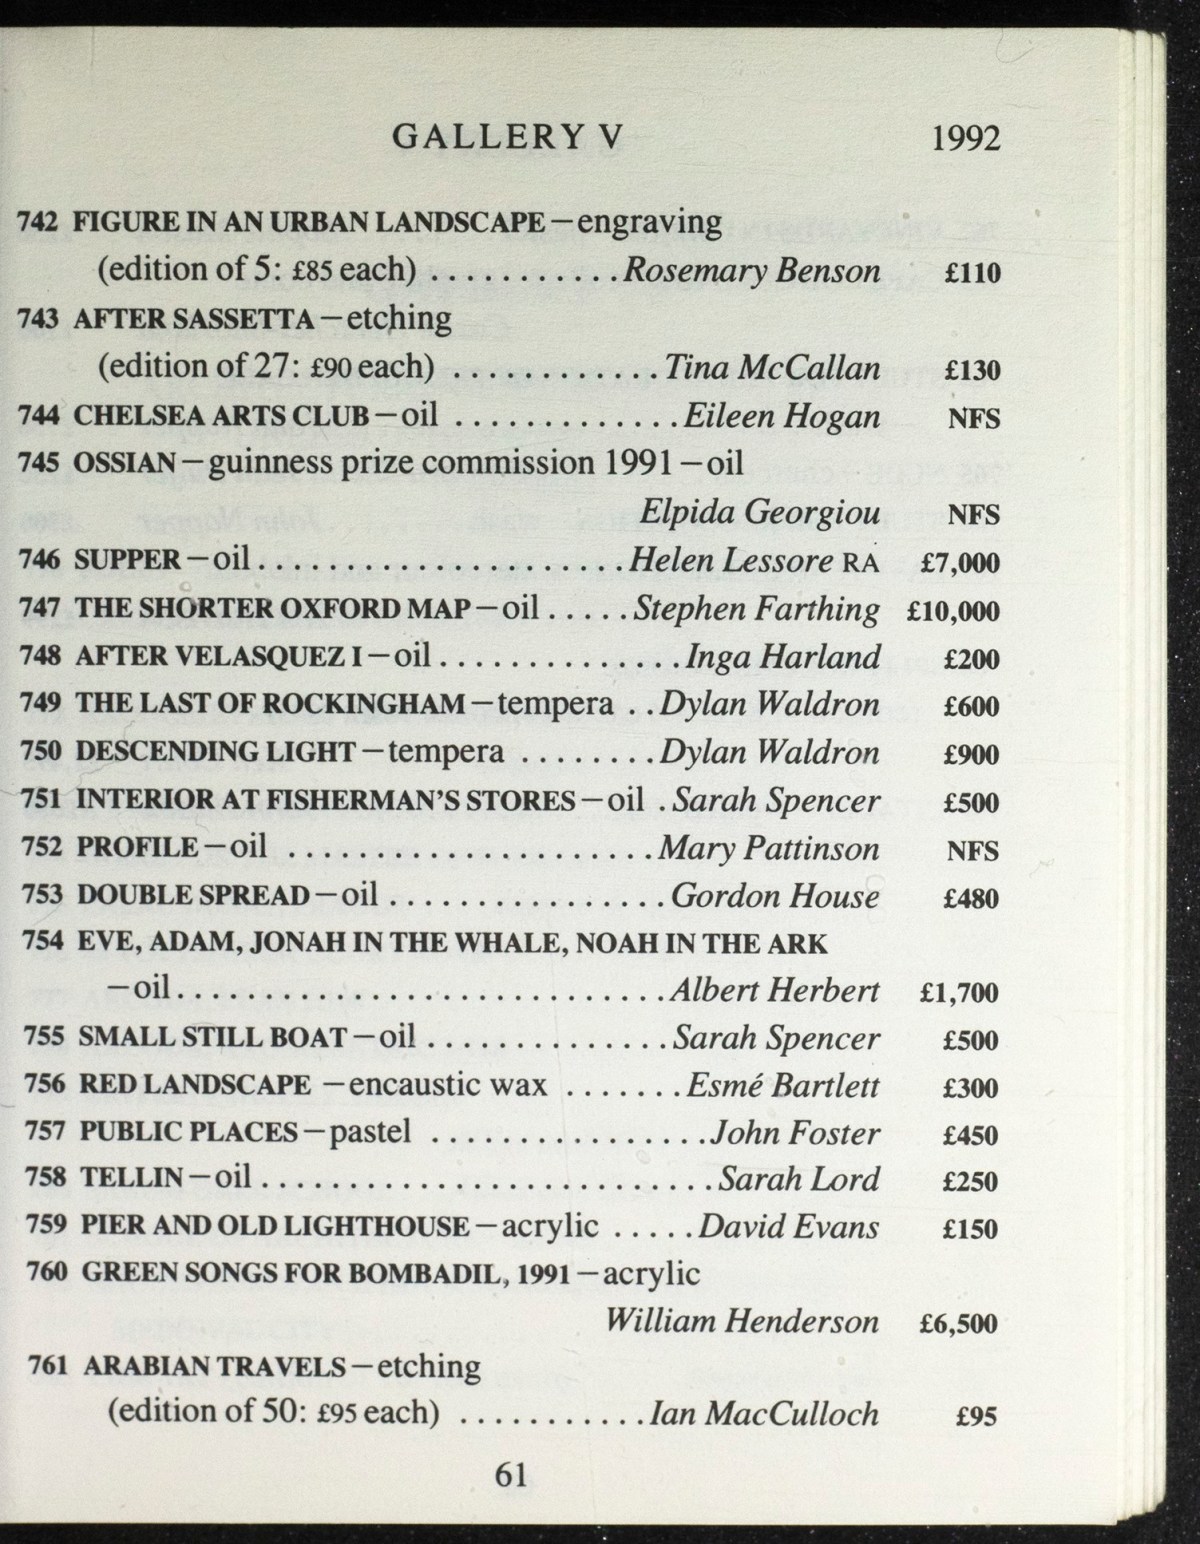 GALLERY V 1992
742 FIGURE IN AN URBAN LANDSCAPE – engraving
(edition of 5: £85 each) ........... Rosemary Benson £110
743 AFTER SASSETTA – etching
(edition of 27: £90 each) ............ Tina McCallan £130
744 CHELSEA ARTS CLUB – oil ............. Eileen Hogan NFS
745 OSSIAN – guinness prize commission 1991 – oil
Elpida Georgiou NFS
746 SUPPER – oil ..................... Helen Lessore RA £7,000
747 THE SHORTER OXFORD MAP – oil ..... Stephen Farthing £10,000
748 AFTER VELASQUEZ I – oil .............. Inga Harland £200
749 THE LAST OF ROCKINGHAM – tempera .. Dylan Waldron £600
750 DESCENDING LIGHT – tempera ........ Dylan Waldron £900
751 INTERIOR AT FISHERMAN'S STORES – oil . Sarah Spencer £500
752 PROFILE – oil ..................... Mary Pattinson NFS
753 DOUBLE SPREAD – oil ................ Gordon House £480
754 EVE, ADAM, JONAH IN THE WHALE, NOAH IN THE ARK
– oil ............................ Albert Herbert £1,700
755 SMALL STILL BOAT – oil .............. Sarah Spencer £500
756 RED LANDSCAPE – encaustic wax ....... Esmé Bartlett £300
757 PUBLIC PLACES – pastel ................ John Foster £450
758 TELLIN – oil .......................... Sarah Lord £250
759 PIER AND OLD LIGHTHOUSE – acrylic ..... David Evans £150
760 GREEN SONGS FOR BOMBADIL, 1991 – acrylic
William Henderson £6,500
761 ARABIAN TRAVELS – etching
(edition of 50: £95 each) ........... Ian MacCulloch £95
61